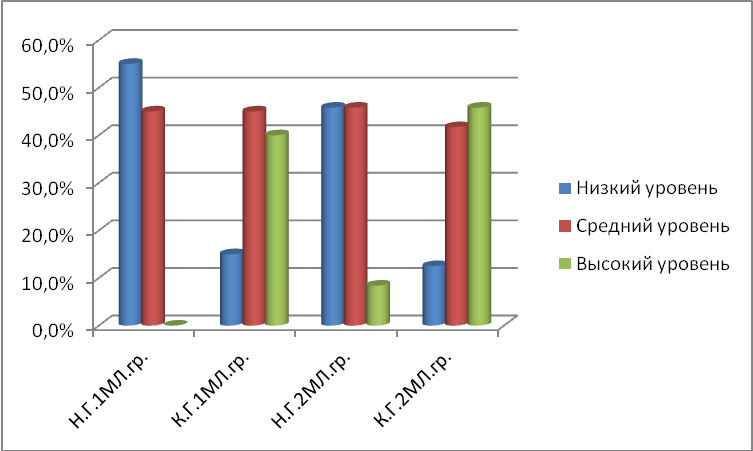 60,0%
50,0%
40,0%
30,0%
20,0%
10,0%
0,0%
Н.Г.1МЛ.гр.
К.Г.1МЛ.гр.
Н.Г.2МЛ.гр.
К.Г.2МЛ.гр.
Низкий уровень
Средний уровень
Высокий уровень